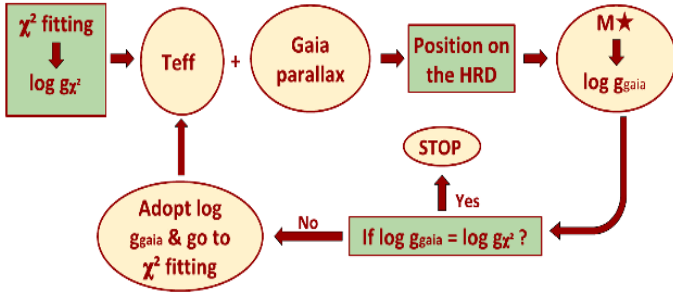 χ² fitting
log gχ²
Teff
+
Gaia
parallax
Position on
the HRD
M★
log ggaia
STOP
Yes
If log ggaia = log gχ² ?
No
Adopt log
ggaia & go to
χ² fitting